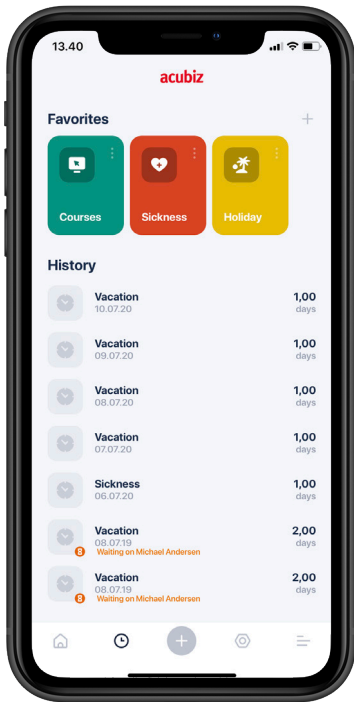 13.40
acubiz
Favorites
Courses
Sickness
Holiday
History
Vacation 1,00
10.07.20 days
Vacation 1,00
09.07.20 days
Vacation 1,00
08.07.20 days
Vacation 1,00
07.07.20 days
Sickness 1,00
06.07.20 days
Vacation 2,00
08.07.19 days
Waiting on Michael Andersen
Vacation 2,00
08.07.19 days
Waiting on Michael Andersen